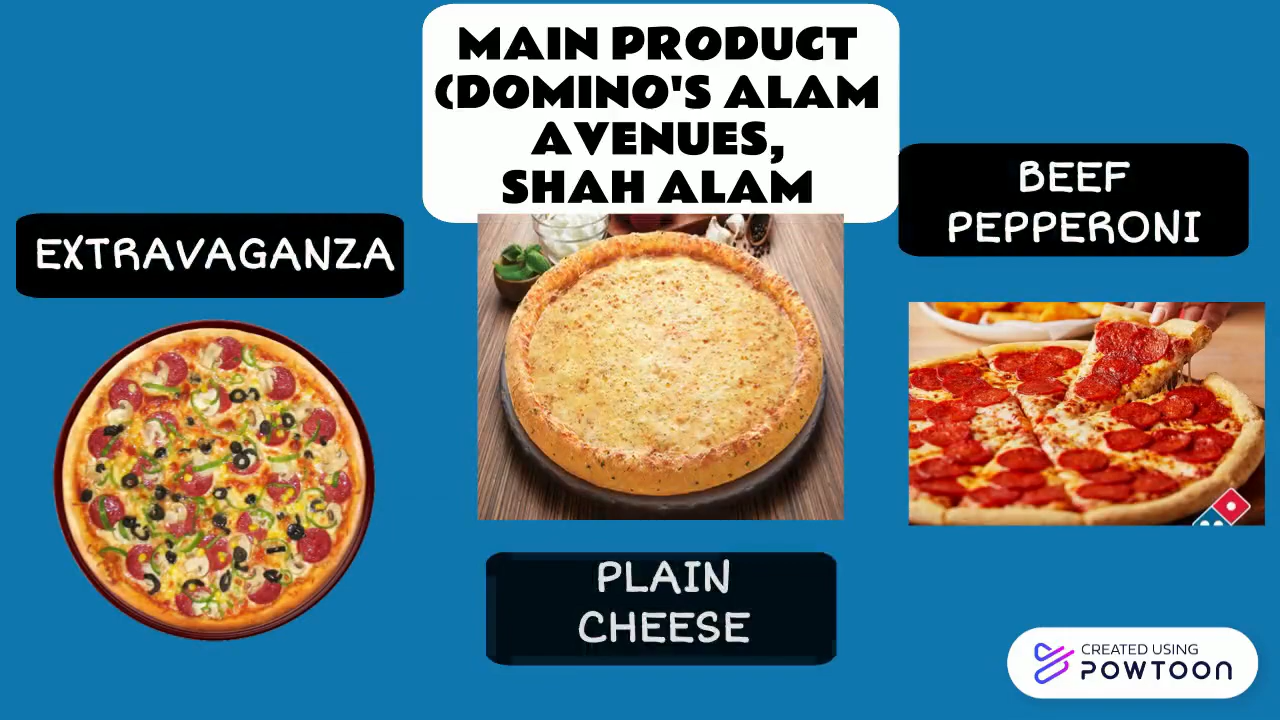 MAIN PRODUCT
(DOMINO'S ALAM
AVENUES,
SHAH ALAM
BEEF
PEPPERONI
EXTRAVAGANZA
PLAIN
CHEESE
CREATED USING
POWTOON